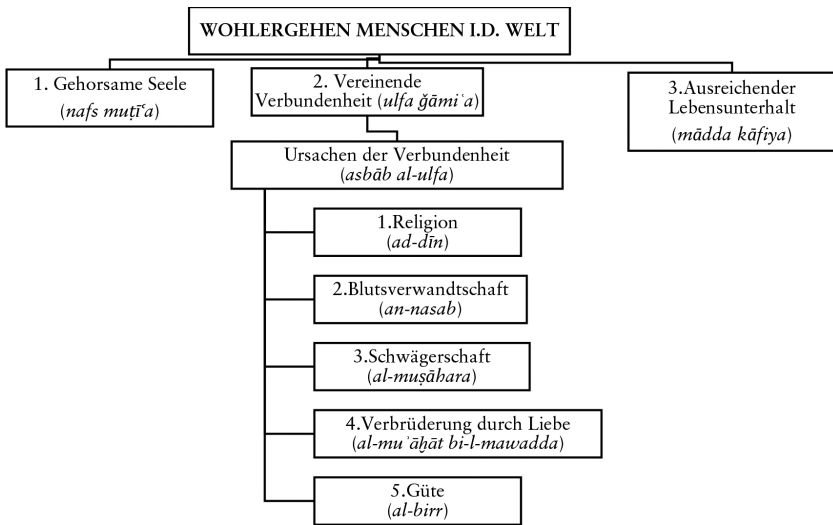 WOHLERGEHEN MENSCHEN I.D. WELT
1. Gehorsame Seele
(nafs muṭīʿa)
2. Vereinende
Verbundenheit (ulfa ǧāmiʿa)
3.Ausreichender
Lebensunterhalt
(mādda kāfiya)
Ursachen der Verbundenheit
(asbāb al-ulfa)
1.Religion
(ad-dīn)
2.Blutsverwandtschaft
(an-nasab)
3.Schwägerschaft
(al-muṣāhara)
4.Verbrüderung durch Liebe
(al-muʾāḫāt bi-l-mawadda)
5.Güte
(al-birr)